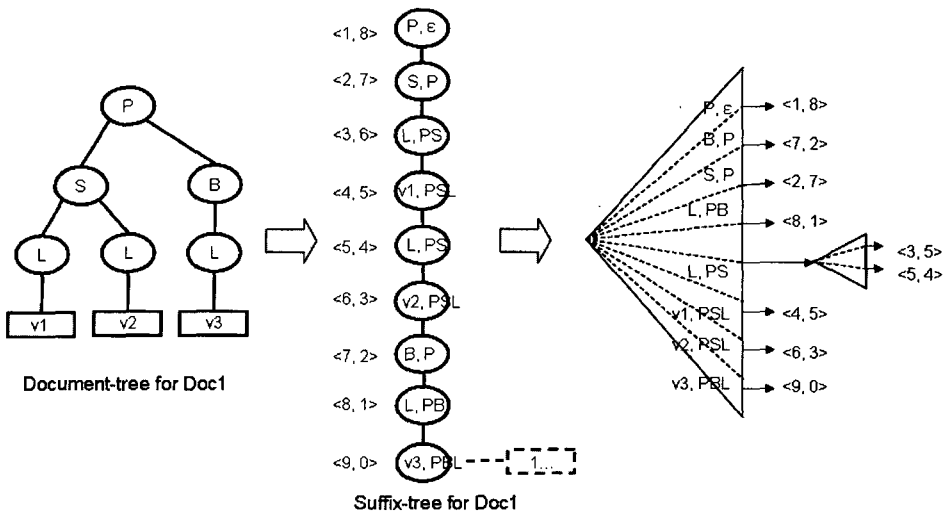 P
S
B
L
L
L
v1
v2
v3
Document-tree for Doc1
<1, 8>
P, ε
<2, 7>
S, P
<3, 6>
L, PS
<4, 5>
v1, PSL
<5, 4>
L, PS
<6, 3>
v2, PSL
<7, 2>
B, P
<8, 1>
L, PB
<9, 0>
v3, PBL
1...
Suffix-tree for Doc1
P, ε
<1, 8>
B, P
<7, 2>
S, P
<2, 7>
L, PB
<8, 1>
L, PS
<3, 5>
<5, 4>
v1, PSL
<4, 5>
v2, PSL
<6, 3>
v3, PBL
<9, 0>